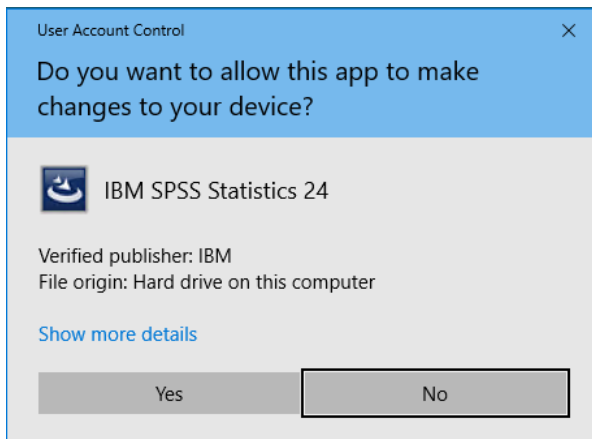 User Account Control
Do you want to allow this app to make
changes to your device?
IBM SPSS Statistics 24
Verified publisher: IBM
File origin: Hard drive on this computer
Show more details
Yes
No